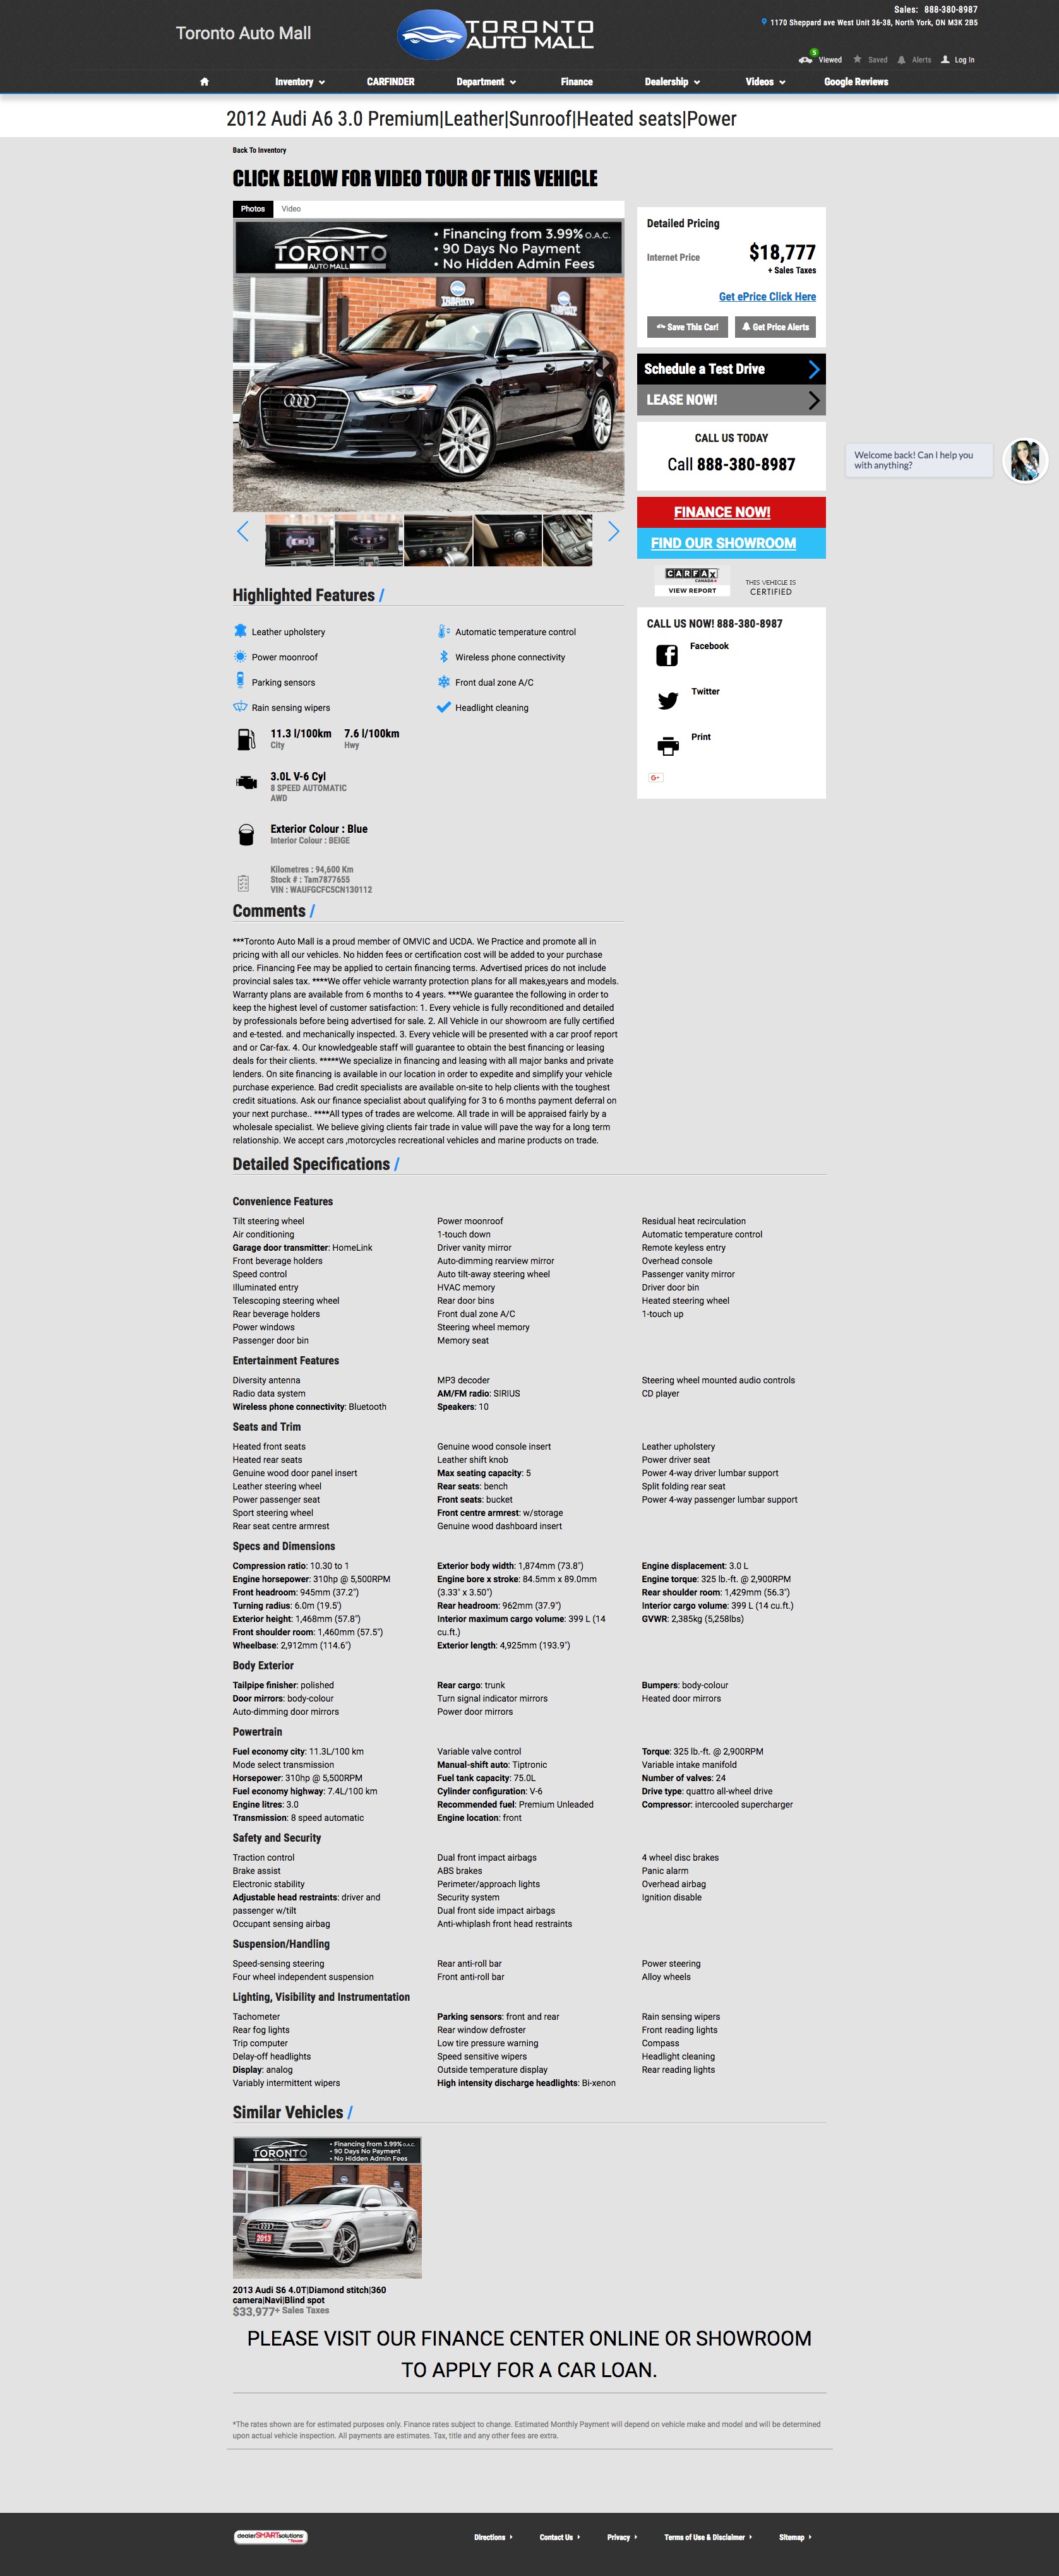 Sales: 888-380-8987
Toronto Auto Mall
TORONTO
AUTO MALL
1170 Sheppard ave West Unit 36-38, North York, ON M3K 2B5
5
Viewed Saved Alerts Log In
Inventory CARFINDER Department Finance Dealership Videos Google Reviews
2012 Audi A6 3.0 Premium|Leather|Sunroof|Heated seats|Power
Back To Inventory
CLICK BELOW FOR VIDEO TOUR OF THIS VEHICLE
Photos Video
TORONTO
AUTO MALL
• Financing from 3.99% O.A.C.
• 90 Days No Payment
• No Hidden Admin Fees
Detailed Pricing
Internet Price $18,777
+ Sales Taxes
Get ePrice Click Here
Save This Car! Get Price Alerts
Schedule a Test Drive
LEASE NOW!
CALL US TODAY
Call 888-380-8987
Welcome back! Can I help you
with anything?
FINANCE NOW!
FIND OUR SHOWROOM
CARFAX
CANADA
VIEW REPORT
THIS VEHICLE IS
CERTIFIED
CALL US NOW! 888-380-8987
Facebook
Twitter
Print
G+
Highlighted Features /
Leather upholstery Automatic temperature control
Power moonroof Wireless phone connectivity
Parking sensors Front dual zone A/C
Rain sensing wipers Headlight cleaning
11.3 l/100km 7.6 l/100km
City Hwy
3.0L V-6 Cyl
8 SPEED AUTOMATIC
AWD
Exterior Colour : Blue
Interior Colour : BEIGE
Kilometres : 94,600 Km
Stock # : Tam7877655
VIN : WAUFGCFC5CN130112
Comments /
***Toronto Auto Mall is a proud member of OMVIC and UCDA. We Practice and promote all in
pricing with all our vehicles. No hidden fees or certification cost will be added to your purchase
price. Financing Fee may be applied to certain financing terms. Advertised prices do not include
provincial sales tax. ****We offer vehicle warranty protection plans for all makes,years and models.
Warranty plans are available from 6 months to 4 years. ***We guarantee the following in order to
keep the highest level of customer satisfaction: 1. Every vehicle is fully reconditioned and detailed
by professionals before being advertised for sale. 2. All Vehicle in our showroom are fully certified
and e-tested. and mechanically inspected. 3. Every vehicle will be presented with a car proof report
and or Car-fax. 4. Our knowledgeable staff will guarantee to obtain the best financing or leasing
deals for their clients. *****We specialize in financing and leasing with all major banks and private
lenders. On site financing is available in our location in order to expedite and simplify your vehicle
purchase experience. Bad credit specialists are available on-site to help clients with the toughest
credit situations. Ask our finance specialist about qualifying for 3 to 6 months payment deferral on
your next purchase.. ****All types of trades are welcome. All trade in will be appraised fairly by a
wholesale specialist. We believe giving clients fair trade in value will pave the way for a long term
relationship. We accept cars ,motorcycles recreational vehicles and marine products on trade.
Detailed Specifications /
Convenience Features
Tilt steering wheel Power moonroof Residual heat recirculation
Air conditioning 1-touch down Automatic temperature control
Garage door transmitter: HomeLink Driver vanity mirror Remote keyless entry
Front beverage holders Auto-dimming rearview mirror Overhead console
Speed control Auto tilt-away steering wheel Passenger vanity mirror
Illuminated entry HVAC memory Driver door bin
Telescoping steering wheel Rear door bins Heated steering wheel
Rear beverage holders Front dual zone A/C 1-touch up
Power windows Steering wheel memory
Passenger door bin Memory seat
Entertainment Features
Diversity antenna MP3 decoder Steering wheel mounted audio controls
Radio data system AM/FM radio: SIRIUS CD player
Wireless phone connectivity: Bluetooth Speakers: 10
Seats and Trim
Heated front seats Genuine wood console insert Leather upholstery
Heated rear seats Leather shift knob Power driver seat
Genuine wood door panel insert Max seating capacity: 5 Power 4-way driver lumbar support
Leather steering wheel Rear seats: bench Split folding rear seat
Power passenger seat Front seats: bucket Power 4-way passenger lumbar support
Sport steering wheel Front centre armrest: w/storage
Rear seat centre armrest Genuine wood dashboard insert
Specs and Dimensions
Compression ratio: 10.30 to 1 Exterior body width: 1,874mm (73.8") Engine displacement: 3.0 L
Engine horsepower: 310hp @ 5,500RPM Engine bore x stroke: 84.5mm x 89.0mm Engine torque: 325 lb.-ft. @ 2,900RPM
Front headroom: 945mm (37.2") (3.33" x 3.50") Rear shoulder room: 1,429mm (56.3")
Turning radius: 6.0m (19.5') Rear headroom: 962mm (37.9") Interior cargo volume: 399 L (14 cu.ft.)
Exterior height: 1,468mm (57.8") Interior maximum cargo volume: 399 L (14 GVWR: 2,385kg (5,258lbs)
Front shoulder room: 1,460mm (57.5") cu.ft.)
Wheelbase: 2,912mm (114.6") Exterior length: 4,925mm (193.9")
Body Exterior
Tailpipe finisher: polished Rear cargo: trunk Bumpers: body-colour
Door mirrors: body-colour Turn signal indicator mirrors Heated door mirrors
Auto-dimming door mirrors Power door mirrors
Powertrain
Fuel economy city: 11.3L/100 km Variable valve control Torque: 325 lb.-ft. @ 2,900RPM
Mode select transmission Manual-shift auto: Tiptronic Variable intake manifold
Horsepower: 310hp @ 5,500RPM Fuel tank capacity: 75.0L Number of valves: 24
Fuel economy highway: 7.4L/100 km Cylinder configuration: V-6 Drive type: quattro all-wheel drive
Engine litres: 3.0 Recommended fuel: Premium Unleaded Compressor: intercooled supercharger
Transmission: 8 speed automatic Engine location: front
Safety and Security
Traction control Dual front impact airbags 4 wheel disc brakes
Brake assist ABS brakes Panic alarm
Electronic stability Perimeter/approach lights Overhead airbag
Adjustable head restraints: driver and Security system Ignition disable
passenger w/tilt Dual front side impact airbags
Occupant sensing airbag Anti-whiplash front head restraints
Suspension/Handling
Speed-sensing steering Rear anti-roll bar Power steering
Four wheel independent suspension Front anti-roll bar Alloy wheels
Lighting, Visibility and Instrumentation
Tachometer Parking sensors: front and rear Rain sensing wipers
Rear fog lights Rear window defroster Front reading lights
Trip computer Low tire pressure warning Compass
Delay-off headlights Speed sensitive wipers Headlight cleaning
Display: analog Outside temperature display Rear reading lights
Variably intermittent wipers High intensity discharge headlights: Bi-xenon
Similar Vehicles /
TORONTO
AUTO MALL
• Financing from 3.99% O.A.C.
• 90 Days No Payment
• No Hidden Admin Fees
2013
2013 Audi S6 4.0T|Diamond stitch|360
camera|Navi|Blind spot
$33,977+ Sales Taxes
PLEASE VISIT OUR FINANCE CENTER ONLINE OR SHOWROOM
TO APPLY FOR A CAR LOAN.
*The rates shown are for estimated purposes only. Finance rates subject to change. Estimated Monthly Payment will depend on vehicle make and model and will be determined
upon actual vehicle inspection. All payments are estimates. Tax, title and any other fees are extra.
dealerSMARTsolutions
Directions Contact Us Privacy Terms of Use & Disclaimer Sitemap